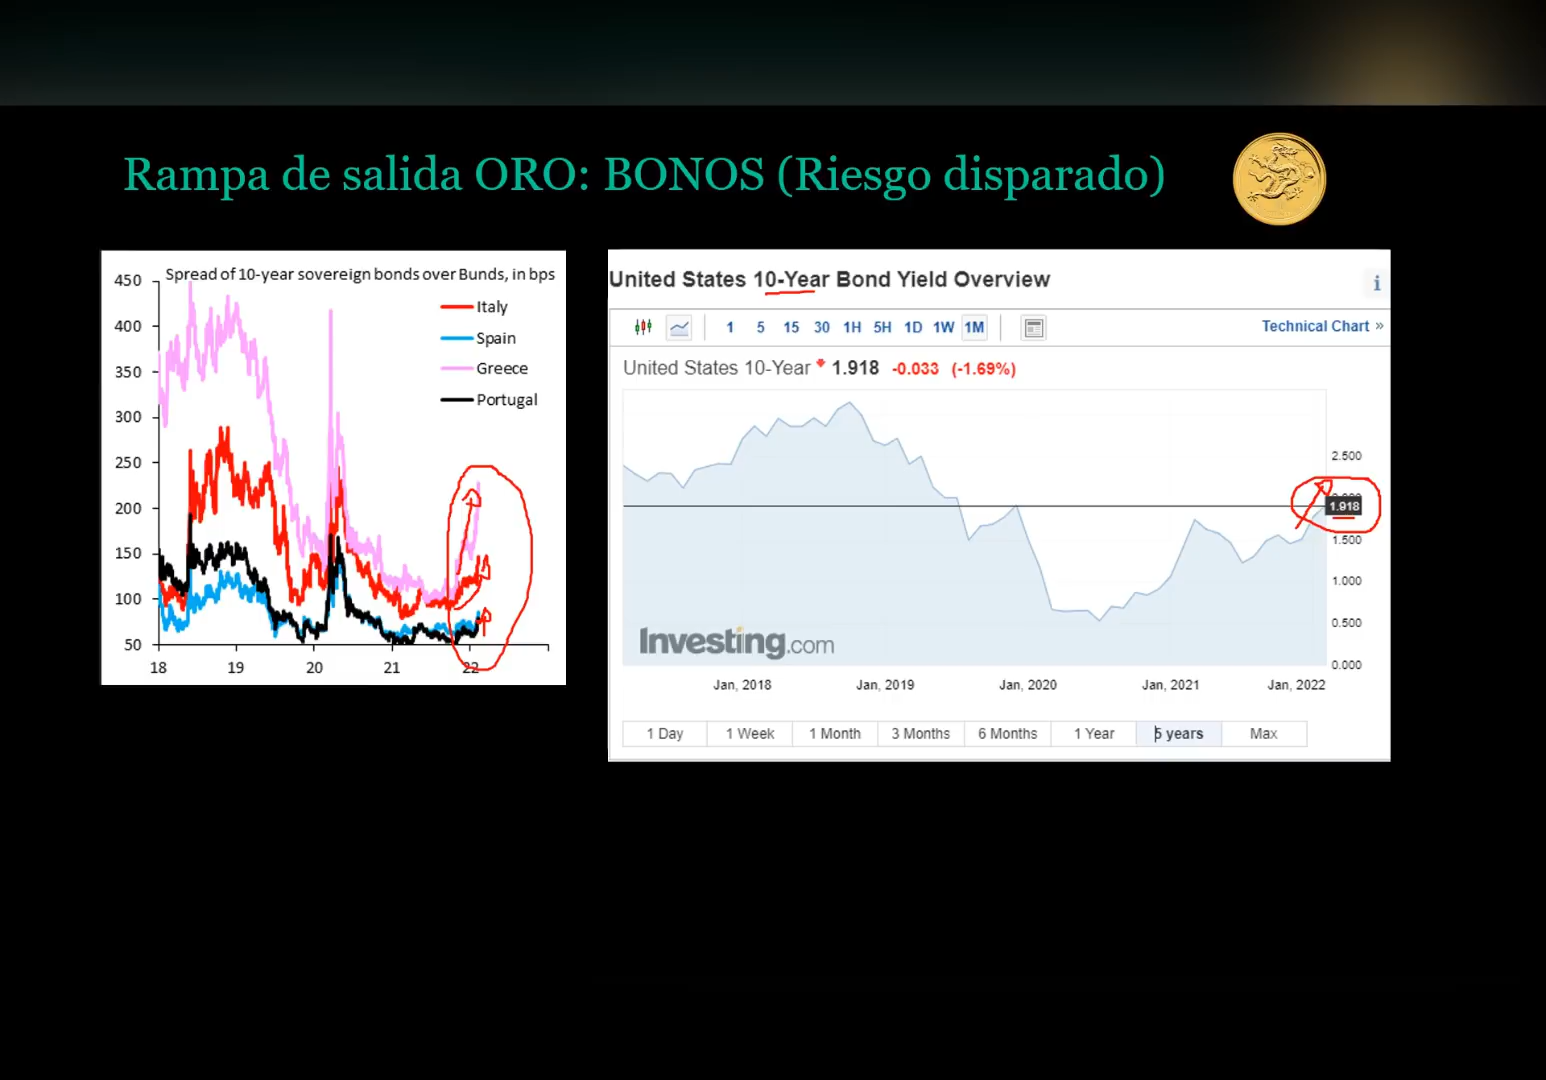 Rampa de salida ORO: BONOS (Riesgo disparado)
Spread of 10-year sovereign bonds over Bunds, in bps
450
400
350
300
250
200
150
100
50
Italy
Spain
Greece
Portugal
18 19 20 21 22
United States 10-Year Bond Yield Overview
i
1 5 15 30 1H 5H 1D 1W 1M
Technical Chart »
United States 10-Year 1.918 -0.033 (-1.69%)
2.500
2.000
1.918
1.500
1.000
0.500
0.000
Investing.com
Jan, 2018 Jan, 2019 Jan, 2020 Jan, 2021 Jan, 2022
1 Day 1 Week 1 Month 3 Months 6 Months 1 Year 5 years Max